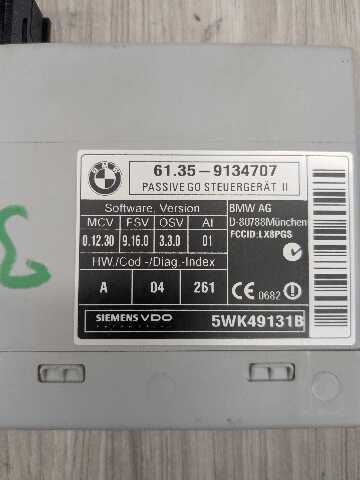 BMW
61.35-9134707
PASSIVE GO STEUERGERÄT II
Software, Version
MCV FSV OSV AI
0.12.30 9.16.0 3.3.0 01
HW./Cod-/Diag.-Index
A 04 261
BMW AG
D-80788München
FCCID:LX8PGS
CE 0682
SIEMENS VDO 5WK49131B